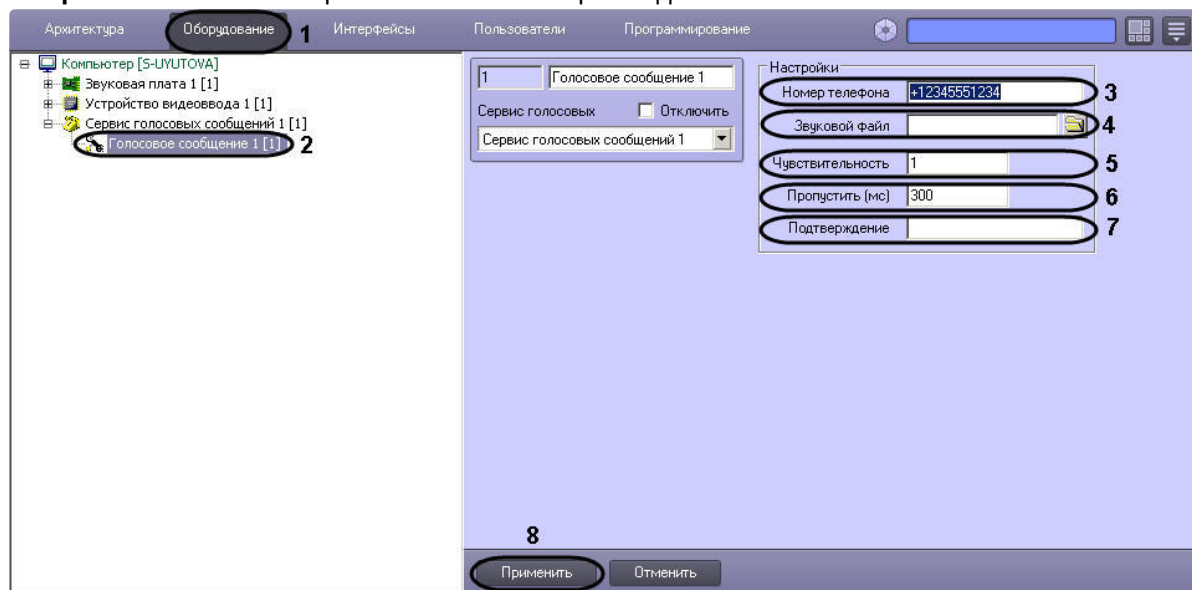 Архитектура Оборудование 1 Интерфейсы Пользователи Программирование
Компьютер [S-UYUTOVA]
Звуковая плата 1 [1]
Устройство видеоввода 1 [1]
Сервис голосовых сообщений 1 [1]
Голосовое сообщение 1 [1] 2
1 Голосовое сообщение 1
Сервис голосовых Отключить
Сервис голосовых сообщений 1
Настройки
Номер телефона +12345551234 3
Звуковой файл 4
Чувствительность 1 5
Пропустить (мс) 300 6
Подтверждение 7
8
Применить Отменить